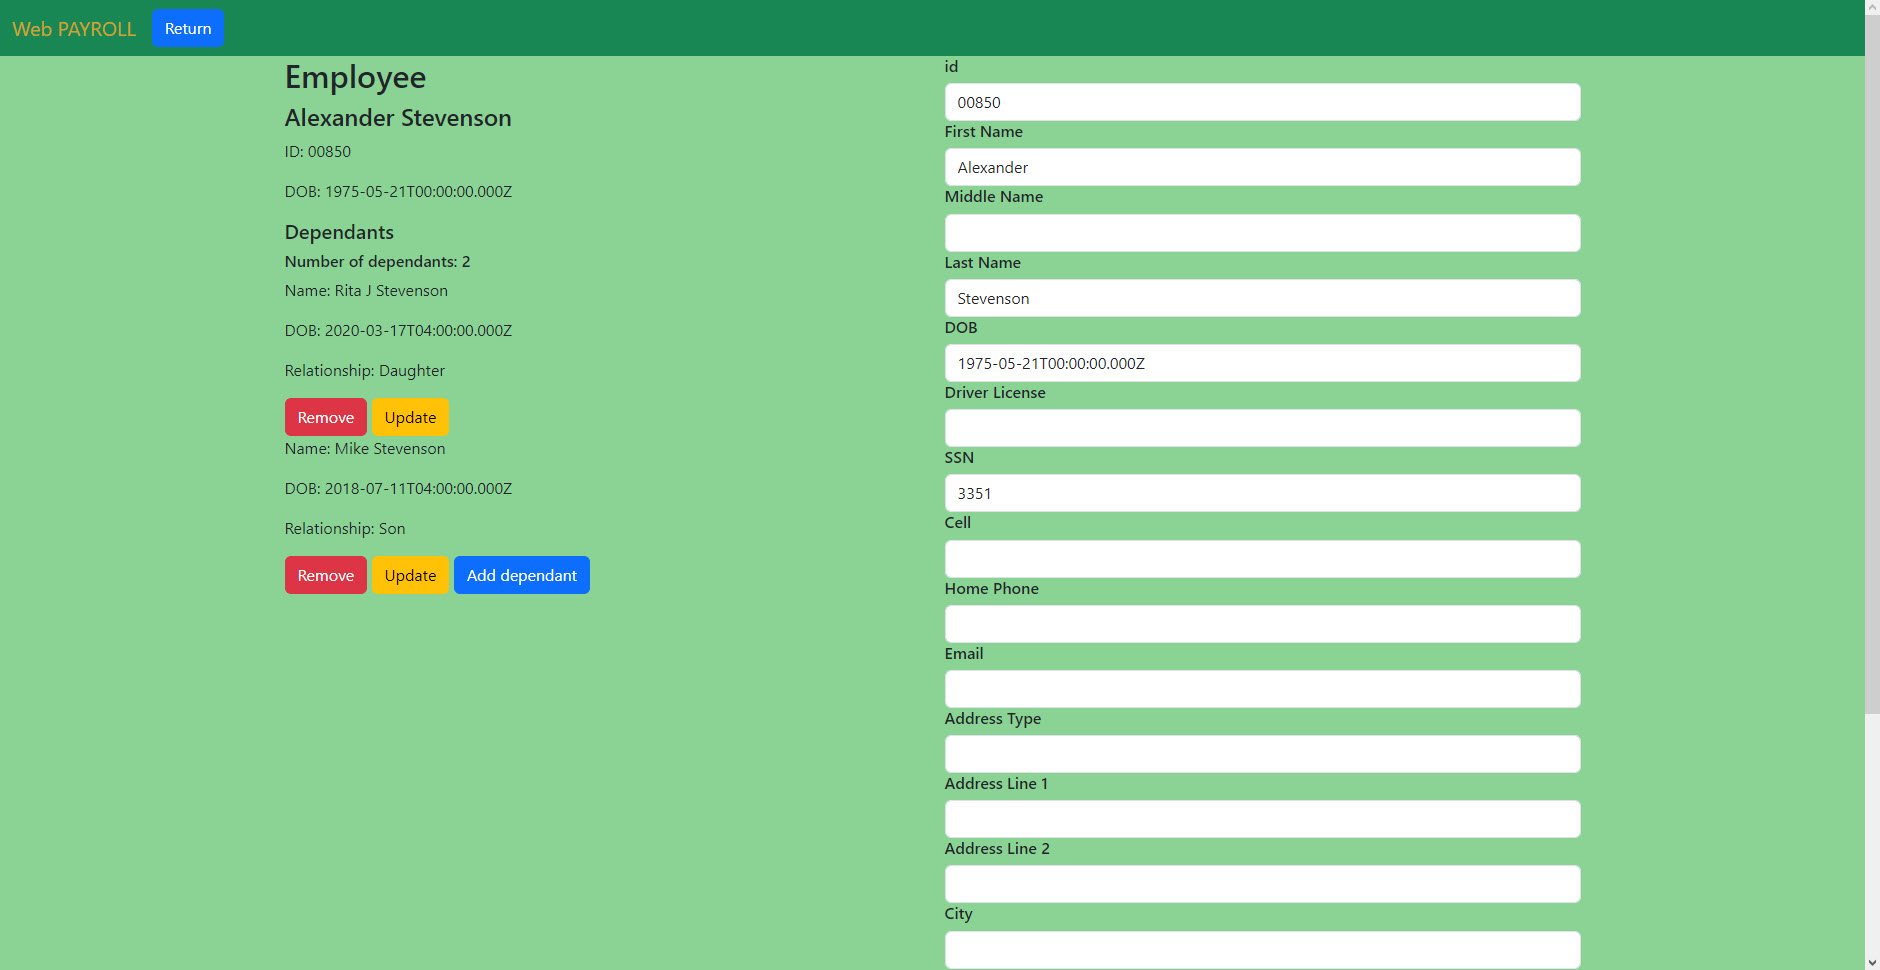 Web PAYROLL Return
Employee
Alexander Stevenson
ID: 00850
DOB: 1975-05-21T00:00:00.000Z
Dependants
Number of dependants: 2
Name: Rita J Stevenson
DOB: 2020-03-17T04:00:00.000Z
Relationship: Daughter
Remove Update
Name: Mike Stevenson
DOB: 2018-07-11T04:00:00.000Z
Relationship: Son
Remove Update Add dependant
id
00850
First Name
Alexander
Middle Name
Last Name
Stevenson
DOB
1975-05-21T00:00:00.000Z
Driver License
SSN
3351
Cell
Home Phone
Email
Address Type
Address Line 1
Address Line 2
City